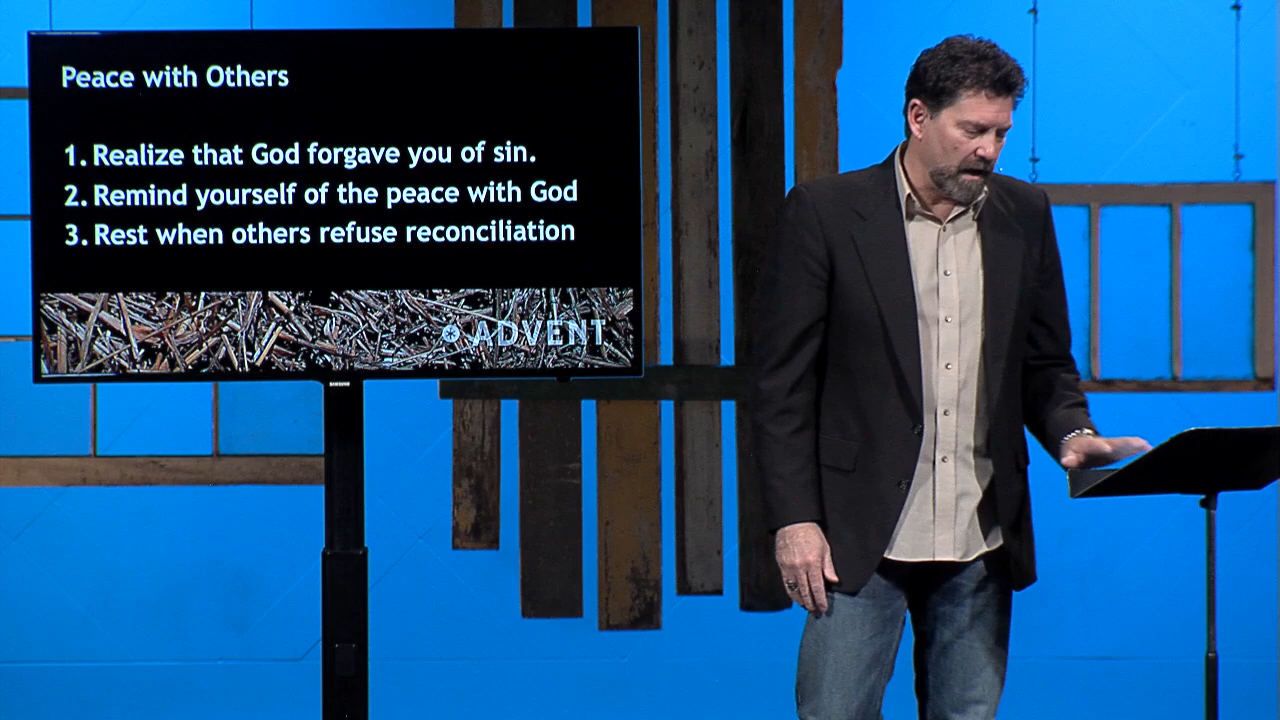 Peace with Others
1. Realize that God forgave you of sin.
2. Remind yourself of the peace with God
3. Rest when others refuse reconciliation
ADVENT
SAMSUNG